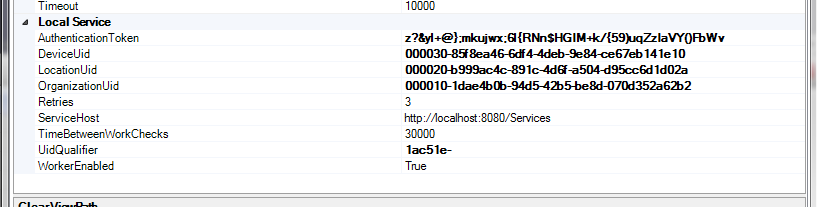 Timeout 10000
Local Service
AuthenticationToken z?&yI+@};mkujwx;6I{RNn$HGIM+k/{59)uqZzIaVY()FbWv
DeviceUid 000030-85f8ea46-6df4-4deb-9e84-ce67eb141e10
LocationUid 000020-b999ac4c-891c-4d6f-a504-d95cc6d1d02a
OrganizationUid 000010-1dae4b0b-94d5-42b5-be8d-070d352a62b2
Retries 3
ServiceHost http://localhost:8080/Services
TimeBetweenWorkChecks 30000
UidQualifier 1ac51e-
WorkerEnabled True
ClearViewPath